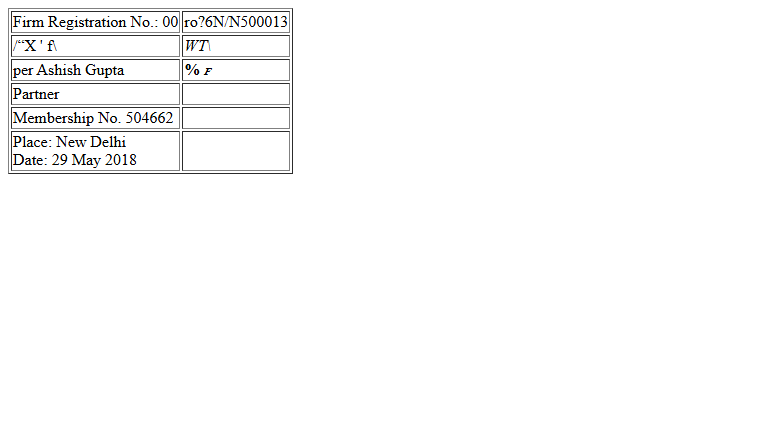 Firm Registration No.: 00 ro?6N/N500013
/“X ' f\ WT\
per Ashish Gupta % F
Partner
Membership No. 504662
Place: New Delhi
Date: 29 May 2018